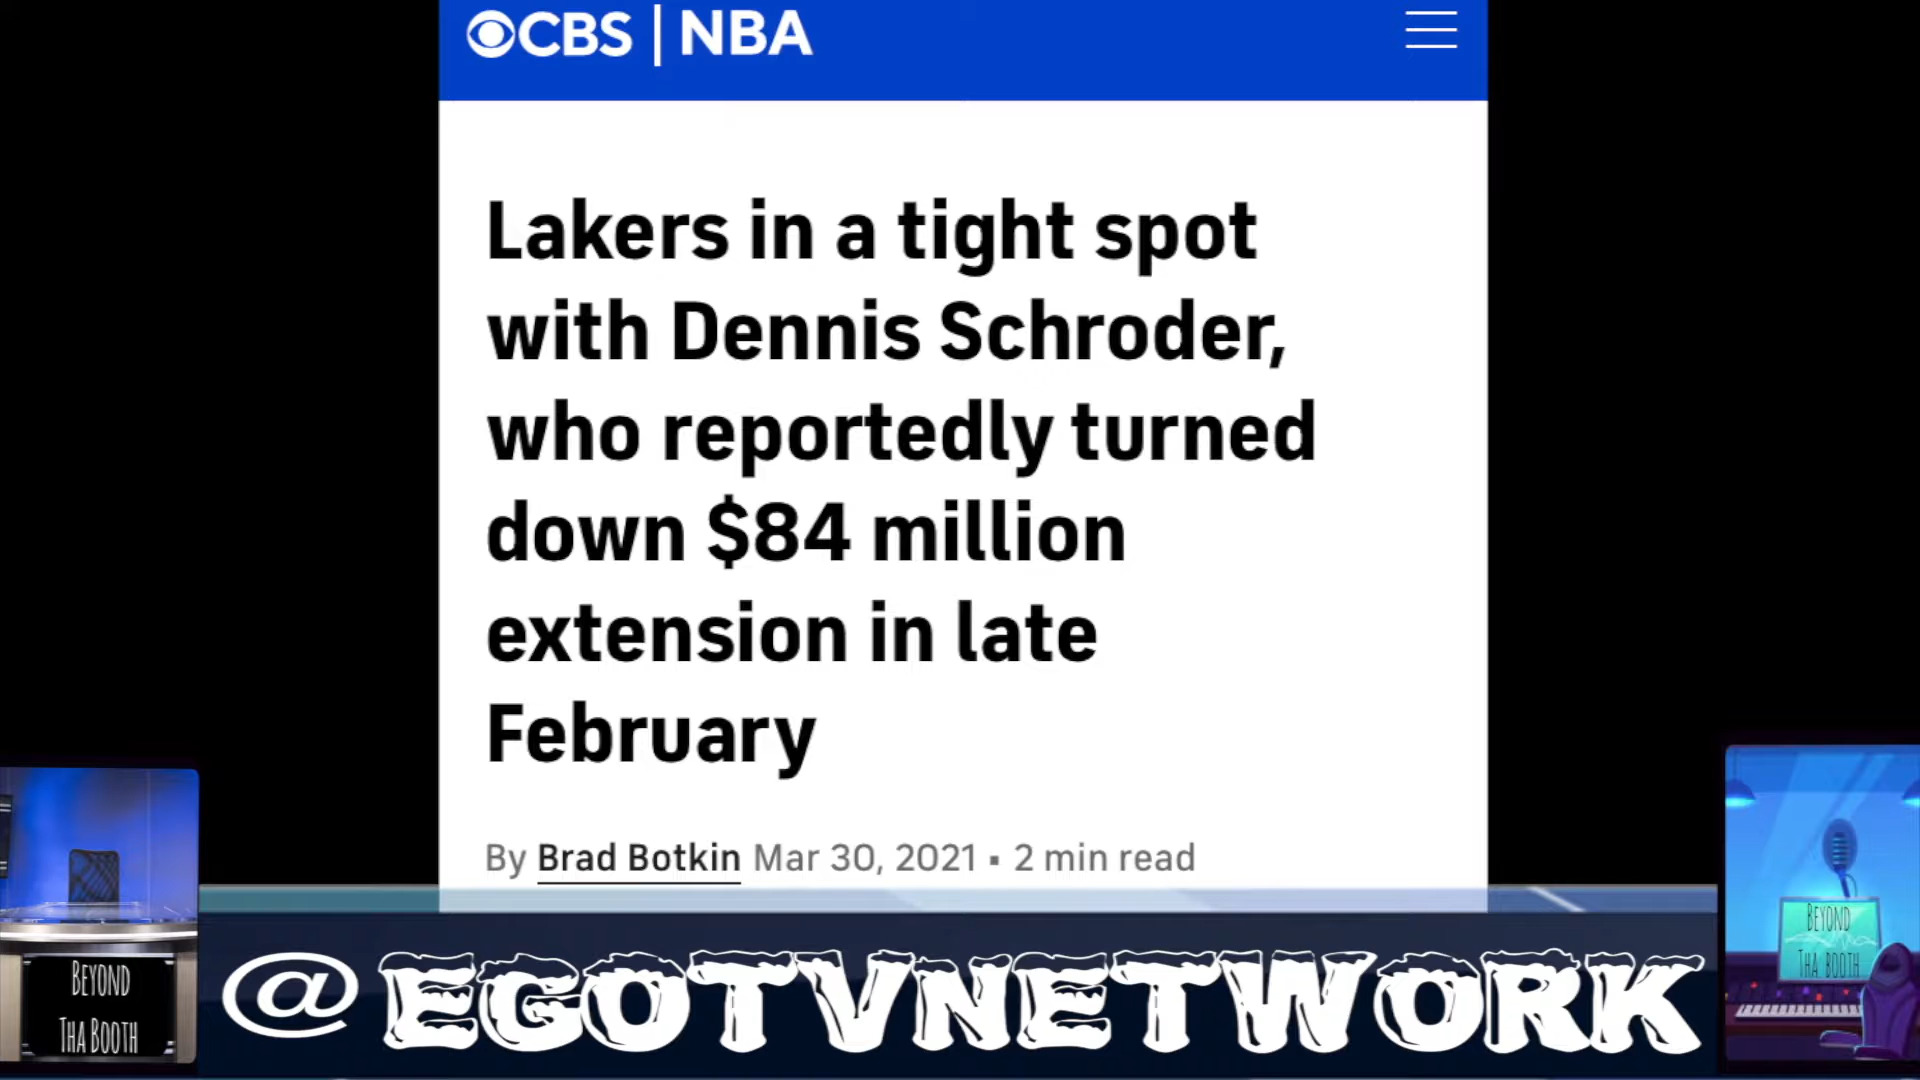 CBS | NBA
Lakers in a tight spot
with Dennis Schroder,
who reportedly turned
down $84 million
extension in late
February
By Brad Botkin Mar 30, 2021 ▪ 2 min read
BEYOND
THA BOOTH
@EGOTVNETWORK
BEYOND
THA BOOTH